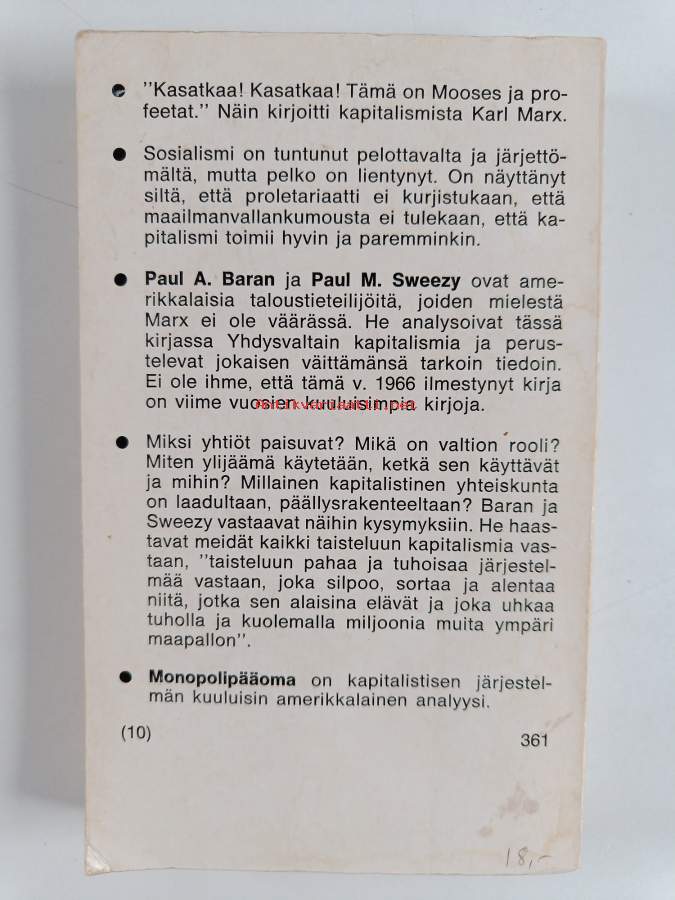 ● "Kasatkaa! Kasatkaa! Tämä on Mooses ja pro-
feetat." Näin kirjoitti kapitalismista Karl Marx.
● Sosialismi on tuntunut pelottavalta ja järjettö-
mältä, mutta pelko on lientynyt. On näyttänyt
siltä, että proletariaatti ei kurjistukaan, että
maailmanvallankumousta ei tulekaan, että ka-
pitalismi toimii hyvin ja paremminkin.
● Paul A. Baran ja Paul M. Sweezy ovat ame-
rikkalaisia taloustieteilijöitä, joiden mielestä
Marx ei ole väärässä. He analysoivat tässä
kirjassa Yhdysvaltain kapitalismia ja perus-
televat jokaisen väittämänsä tarkoin tiedoin.
Ei ole ihme, että tämä v. 1966 ilmestynyt kirja
on viime vuosien kuuluisimpia kirjoja.
antikvariaatti.net
● Miksi yhtiöt paisuvat? Mikä on valtion rooli?
Miten ylijäämä käytetään, ketkä sen käyttävät
ja mihin? Millainen kapitalistinen yhteiskunta
on laadultaan, päällysrakenteeltaan? Baran ja
Sweezy vastaavat näihin kysymyksiin. He haas-
tavat meidät kaikki taisteluun kapitalismia vas-
taan, "taisteluun pahaa ja tuhoisaa järjestel-
mää vastaan, joka silpoo, sortaa ja alentaa
niitä, jotka sen alaisina elävät ja joka uhkaa
tuholla ja kuolemalla miljoonia muita ympäri
maapallon".
● Monopolipääoma on kapitalistisen järjestel-
män kuuluisin amerikkalainen analyysi.
(10) 361
18,-